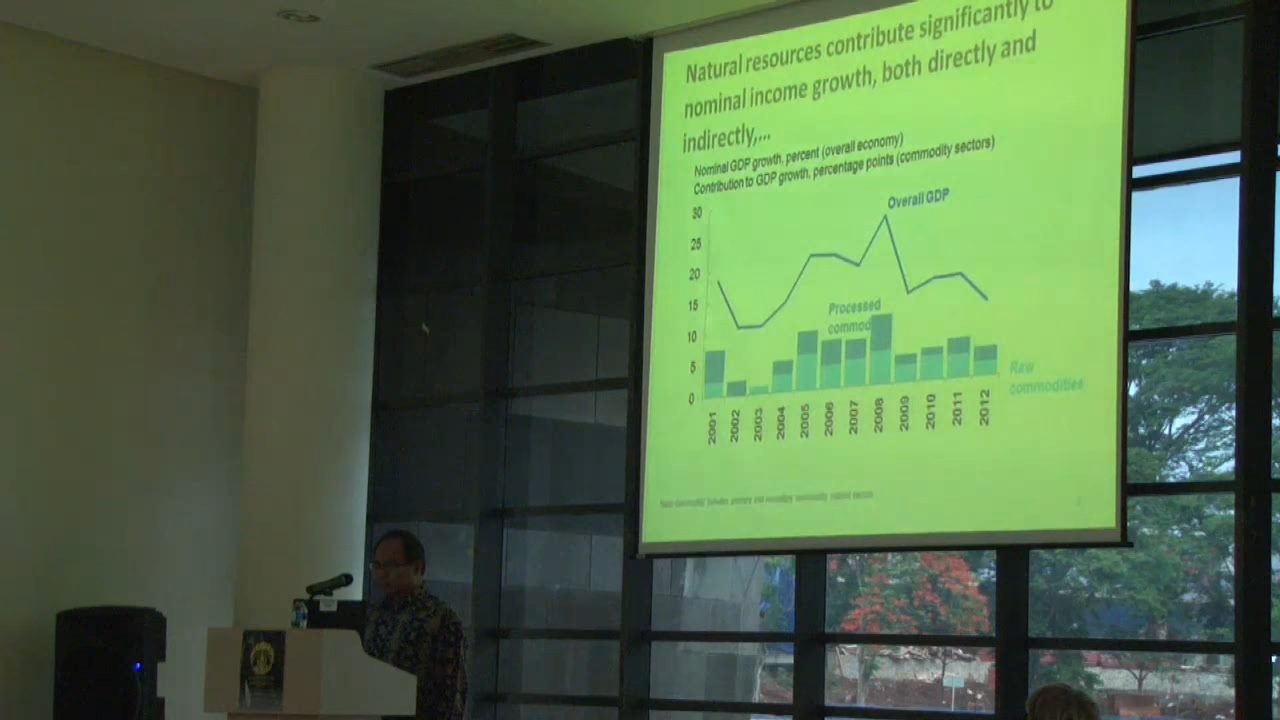 Natural resources contribute significantly to
nominal income growth, both directly and
indirectly,...
Nominal GDP growth, percent (overall economy)
Contribution to GDP growth, percentage points (commodity sectors)
Overall GDP
30
25
20
15
10
5
0
Processed
commod
Raw
commodities
2001
2002
2003
2004
2005
2006
2007
2008
2009
2010
2011
2012